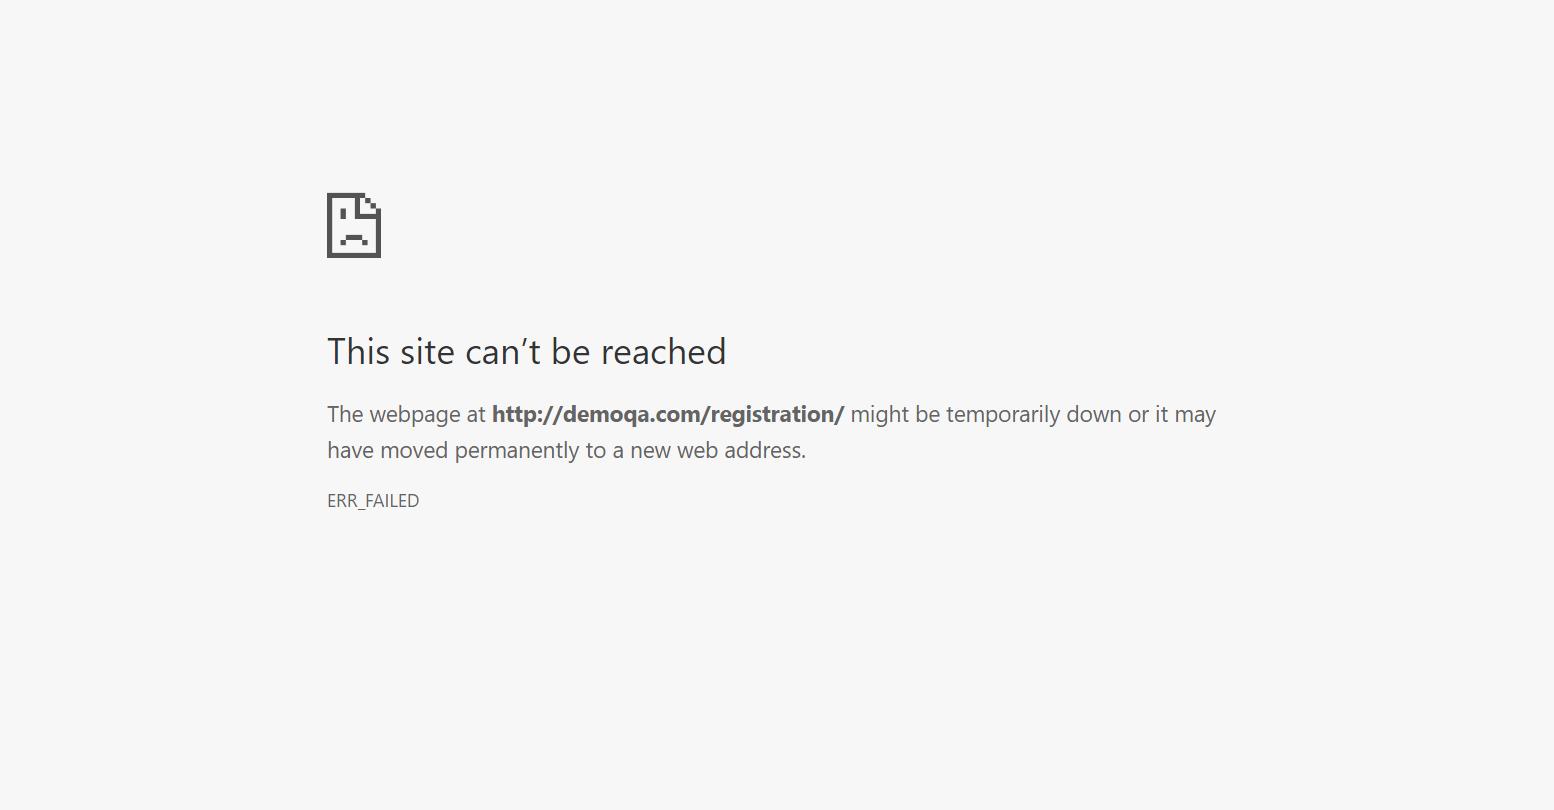 This site can’t be reached
The webpage at http://demoqa.com/registration/ might be temporarily down or it may
have moved permanently to a new web address.
ERR_FAILED